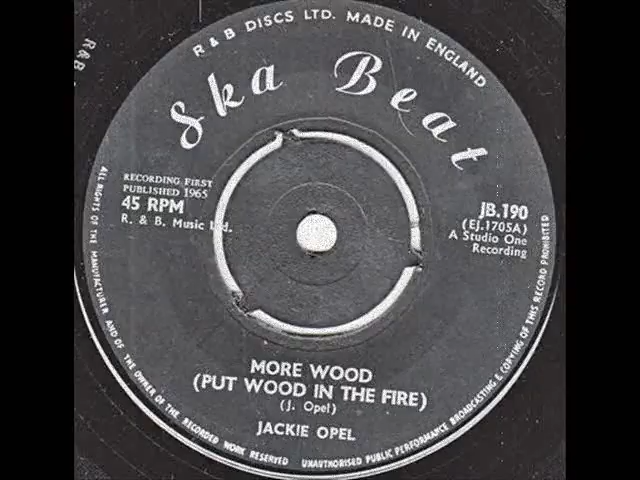 R & B DISCS LTD. MADE IN ENGLAND
R & B
Ska Beat
RECORDING FIRST
PUBLISHED 1965
45 RPM
R. & B. Music Ltd.
JB.190
(EJ.1705A)
A Studio One
Recording
MORE WOOD
(PUT WOOD IN THE FIRE)
(J. Opel)
JACKIE OPEL
ALL RIGHTS OF THE MANUFACTURER AND OF THE OWNER OF THE RECORDED WORK RESERVED UNAUTHORISED PUBLIC PERFORMANCE BROADCASTING & COPYING OF THIS RECORD PROHIBITED